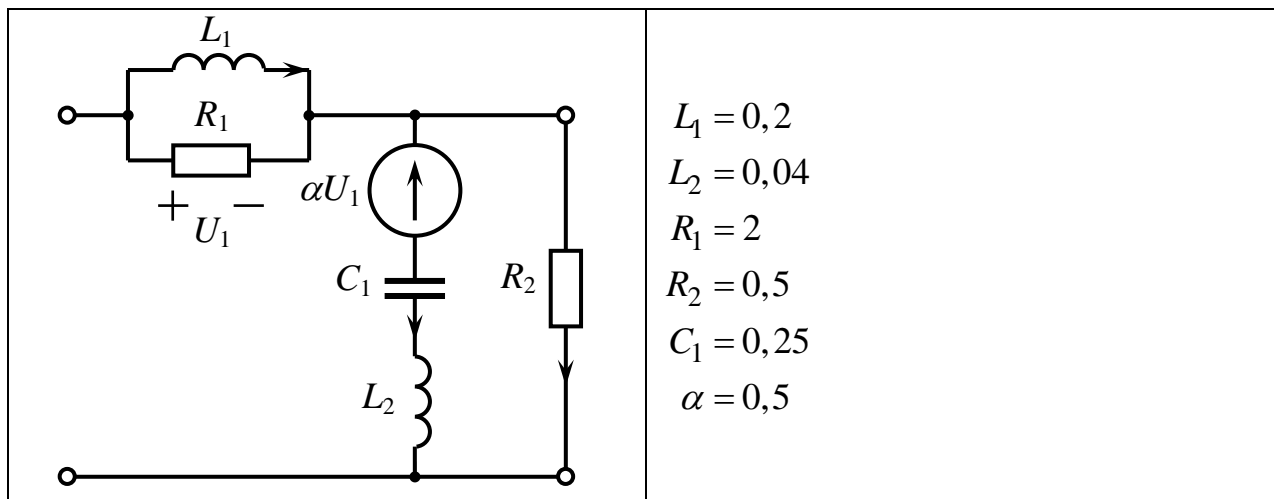 L₁
R₁
+ −
U₁
αU₁
C₁
R₂
L₂
L₁ = 0,2
L₂ = 0,04
R₁ = 2
R₂ = 0,5
C₁ = 0,25
α = 0,5